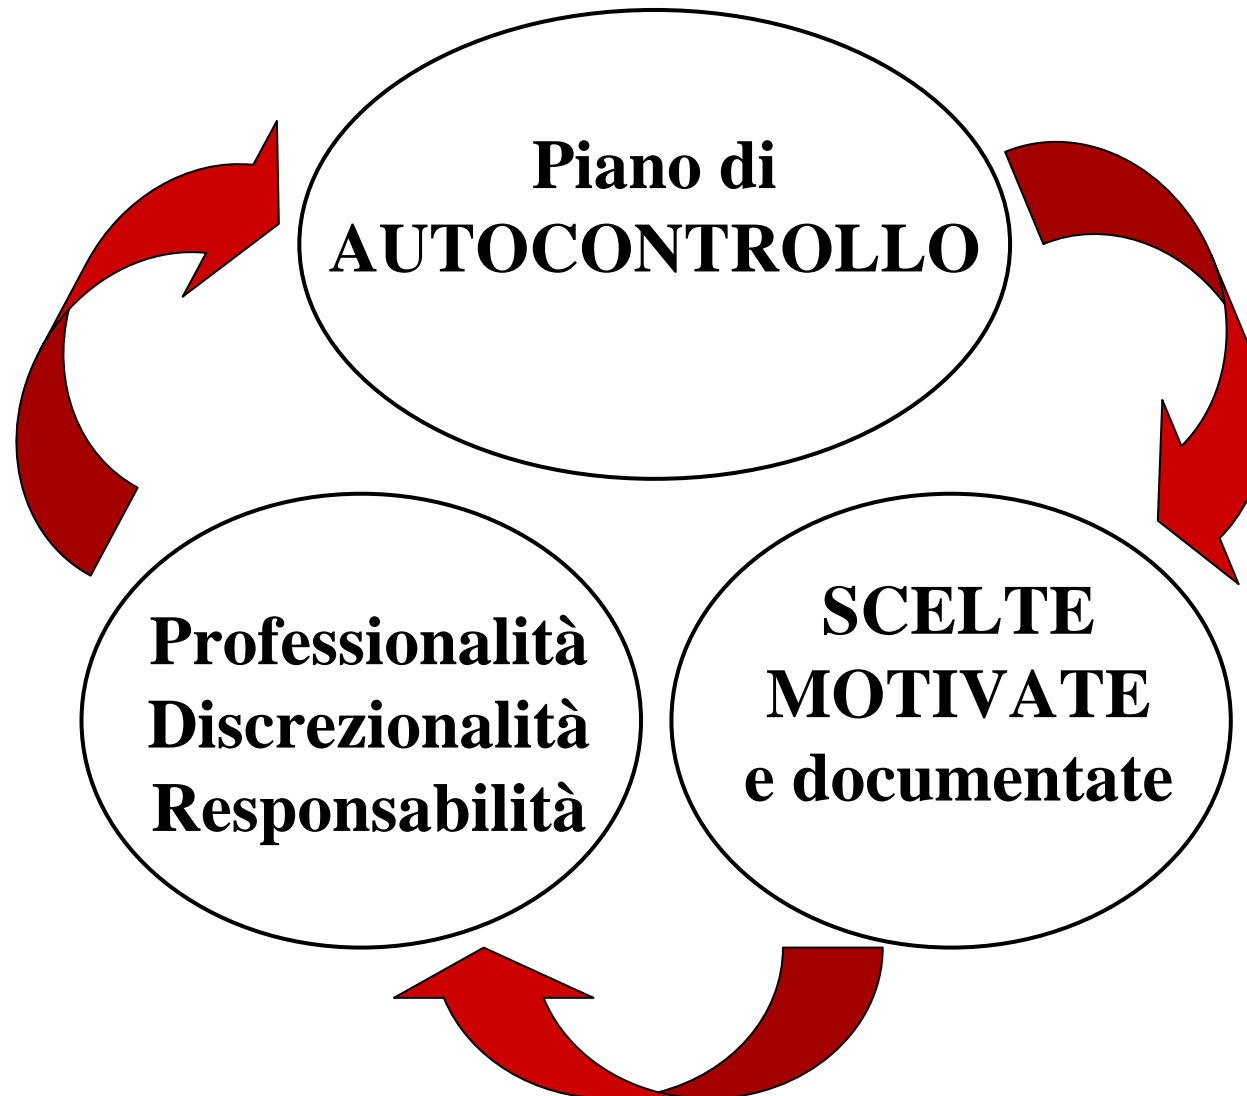 Piano di
AUTOCONTROLLO
Professionalità
Discrezionalità
Responsabilità
SCELTE
MOTIVATE
e documentate